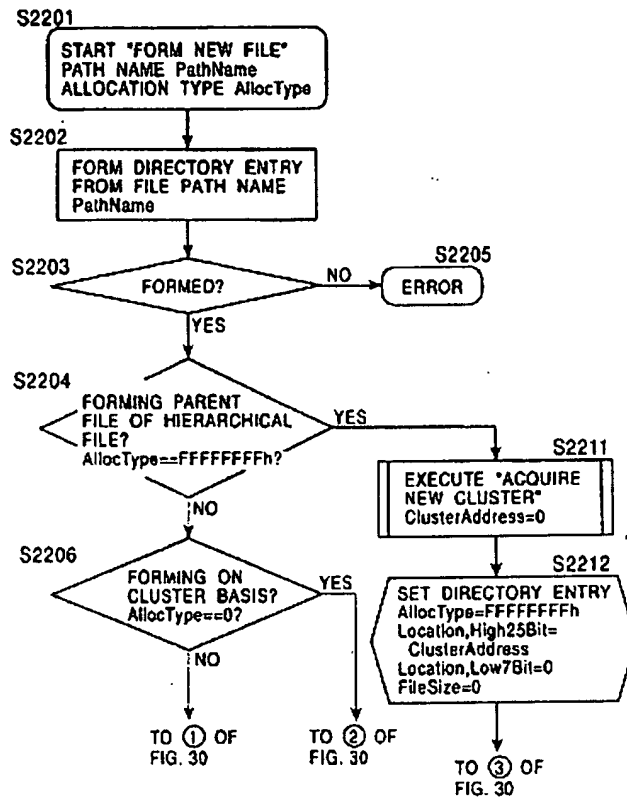 S2201
START "FORM NEW FILE"
PATH NAME PathName
ALLOCATION TYPE AllocType
S2202
FORM DIRECTORY ENTRY
FROM FILE PATH NAME
PathName
S2203
FORMED?
NO
S2205
ERROR
YES
S2204
FORMING PARENT
FILE OF HIERARCHICAL
FILE?
AllocType==FFFFFFFFh?
YES
NO
S2211
EXECUTE "ACQUIRE
NEW CLUSTER"
ClusterAddress=0
S2206
FORMING ON
CLUSTER BASIS?
AllocType==0?
YES
NO
S2212
SET DIRECTORY ENTRY
AllocType=FFFFFFFFh
Location,High25Bit=
ClusterAddress
Location,Low7Bit=0
FileSize=0
TO ① OF
FIG. 30
TO ② OF
FIG. 30
TO ③ OF
FIG. 30